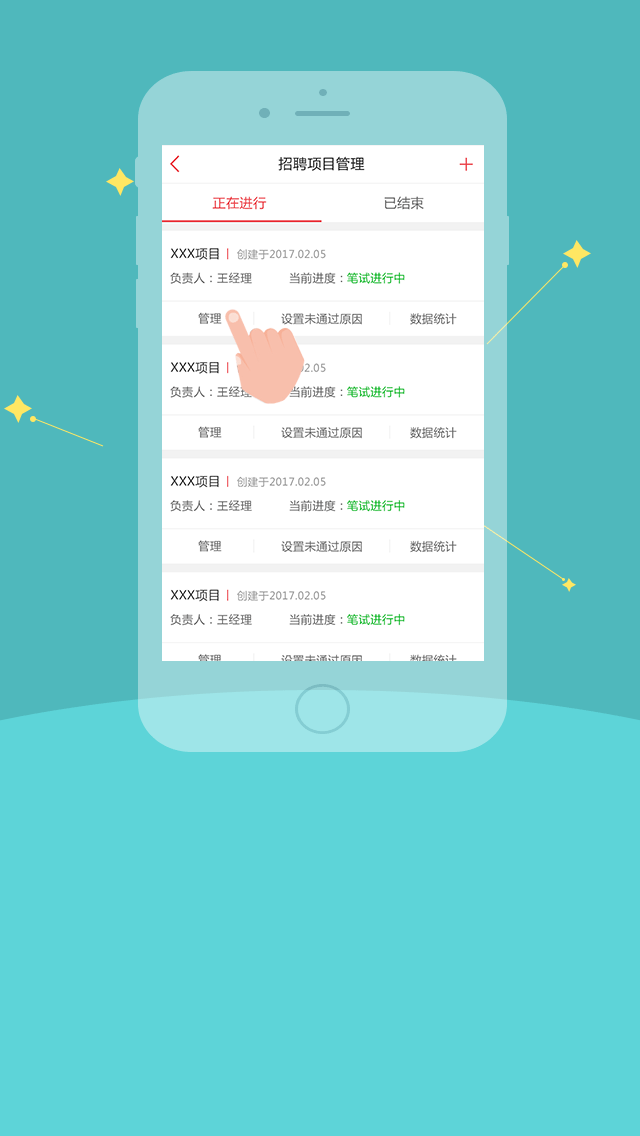 招聘项目管理
正在进行 已结束
XXX项目 创建于2017.02.05
负责人：王经理 当前进度：笔试进行中
管理 设置未通过原因 数据统计
XXX项目 02.05
负责人：王经理 当前进度：笔试进行中
管理 设置未通过原因 数据统计
XXX项目 创建于2017.02.05
负责人：王经理 当前进度：笔试进行中
管理 设置未通过原因 数据统计
XXX项目 创建于2017.02.05
负责人：王经理 当前进度：笔试进行中
管理 设置未通过原因 数据统计